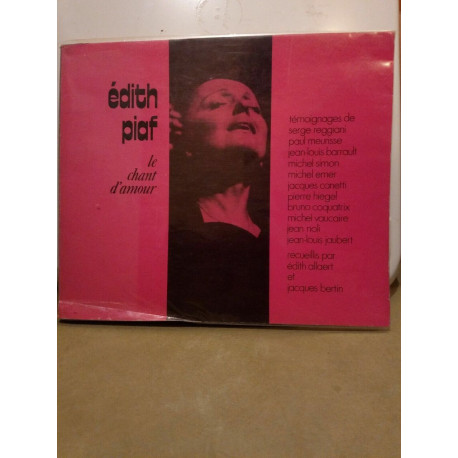 édith
piaf
le
chant
d'amour
témoignages de
serge reggiani
paul meurisse
jean-louis barrault
michel simon
michel emer
jacques canetti
pierre hiegel
bruno coquatrix
michel vaucaire
jean noli
jean-louis jaubert
recueillis par
édith allaert
et
jacques bertin